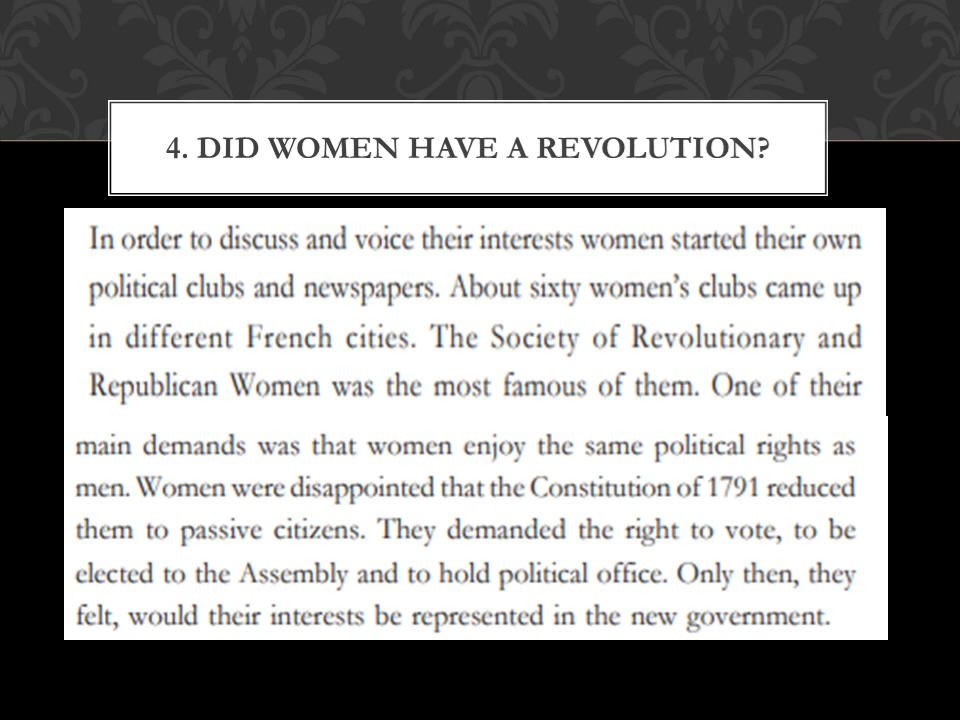 4. DID WOMEN HAVE A REVOLUTION?
In order to discuss and voice their interests women started their own
political clubs and newspapers. About sixty women's clubs came up
in different French cities. The Society of Revolutionary and
Republican Women was the most famous of them. One of their
main demands was that women enjoy the same political rights as
men. Women were disappointed that the Constitution of 1791 reduced
them to passive citizens. They demanded the right to vote, to be
elected to the Assembly and to hold political office. Only then, they
felt, would their interests be represented in the new government.